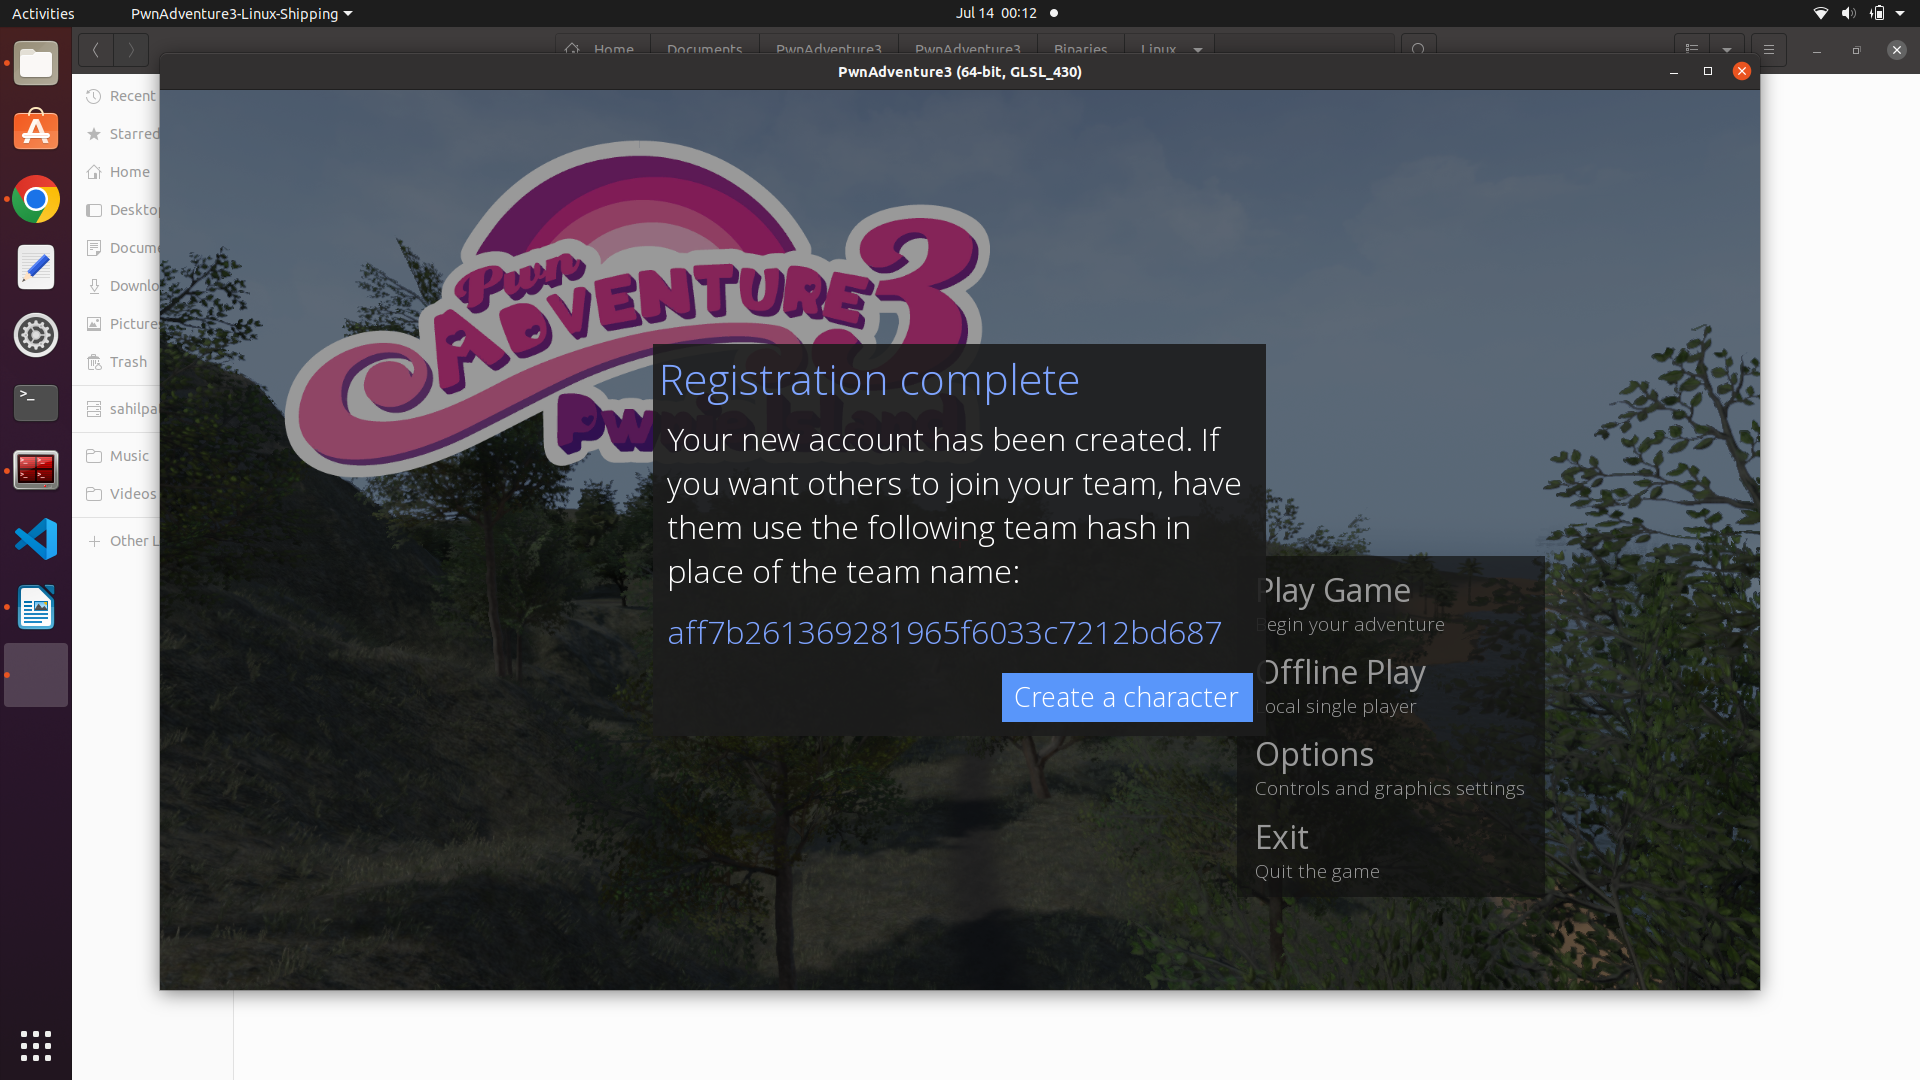 Activities
PwnAdventure3-Linux-Shipping
Jul 14 00:12
Home
Documents
PwnAdventure3
PwnAdventure3
Binaries
Linux
PwnAdventure3 (64-bit, GLSL_430)
Recent
Starred
Home
Deskto
Docume
Downlo
Picture
Trash
sahilpa
Music
Videos
Other L
Pwn
ADVENTURE 3
Pw
Registration complete
Your new account has been created. If
you want others to join your team, have
them use the following team hash in
place of the team name:
aff7b261369281965f6033c7212bd687
Create a character
Play Game
Begin your adventure
Offline Play
Local single player
Options
Controls and graphics settings
Exit
Quit the game